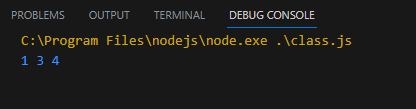 PROBLEMS OUTPUT TERMINAL DEBUG CONSOLE
C:\Program Files\nodejs\node.exe .\class.js
1 3 4